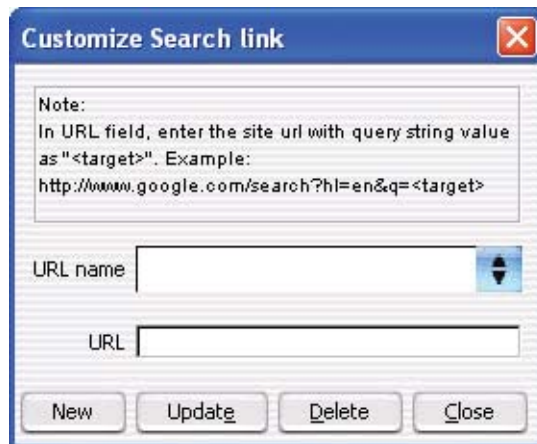 Customize Search link
Note:
In URL field, enter the site url with query string value
as "<target>". Example:
http://www.google.com/search?hl=en&q=<target>
URL name
URL
New Update Delete Close